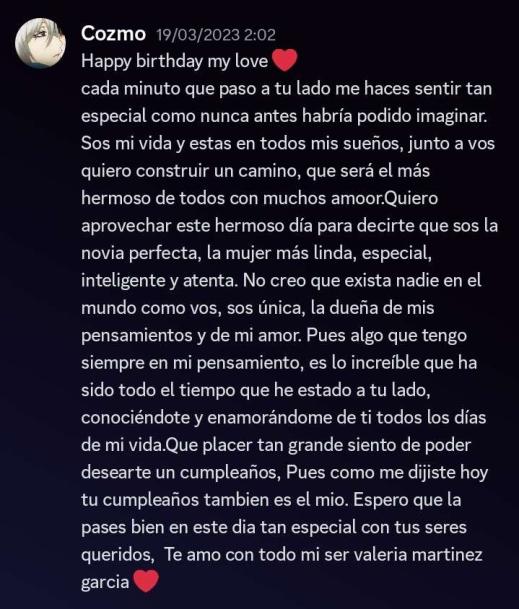 Cozmo 19/03/2023 2:02
Happy birthday my love ❤️
cada minuto que paso a tu lado me haces sentir tan
especial como nunca antes habría podido imaginar.
Sos mi vida y estas en todos mis sueños, junto a vos
quiero construir un camino, que será el más
hermoso de todos con muchos amoor.Quiero
aprovechar este hermoso día para decirte que sos la
novia perfecta, la mujer más linda, especial,
inteligente y atenta. No creo que exista nadie en el
mundo como vos, sos única, la dueña de mis
pensamientos y de mi amor. Pues algo que tengo
siempre en mi pensamiento, es lo increíble que ha
sido todo el tiempo que he estado a tu lado,
conociéndote y enamorándome de ti todos los días
de mi vida.Que placer tan grande siento de poder
desearte un cumpleaños, Pues como me dijiste hoy
tu cumpleaños tambien es el mio. Espero que la
pases bien en este dia tan especial con tus seres
queridos,  Te amo con todo mi ser valeria martinez
garcia ❤️